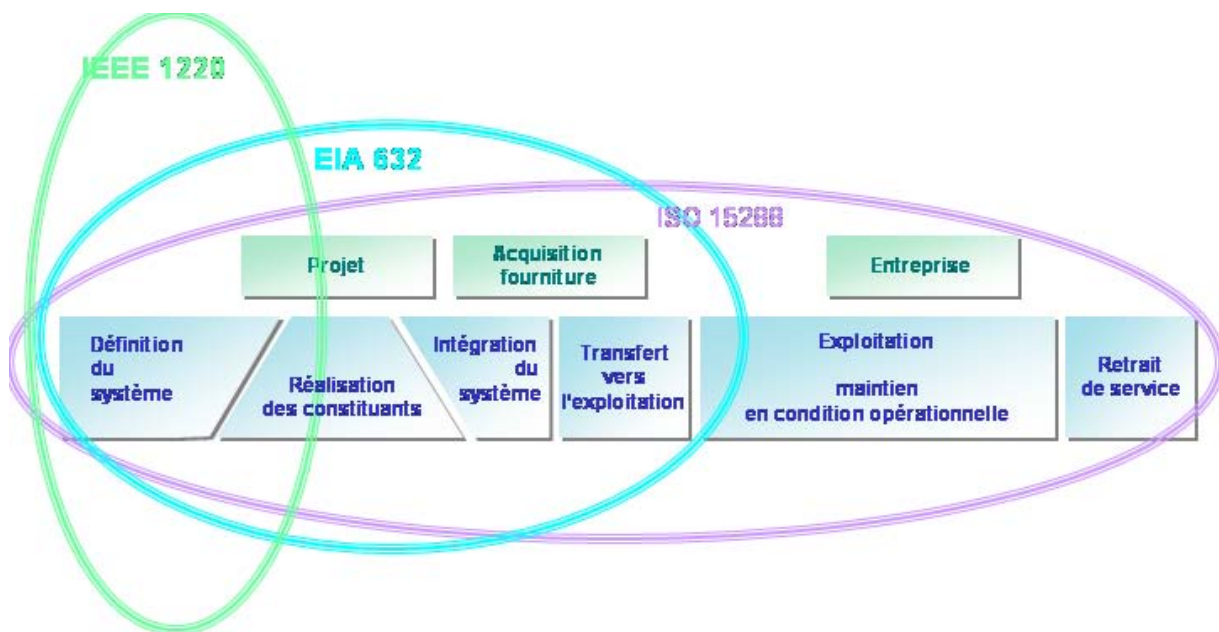 IEEE 1220
EIA 632
ISO 15288
Projet
Acquisition
fourniture
Entreprise
Définition
du
système
Réalisation
des constituants
Intégration
du
système
Transfert
vers
l'exploitation
Exploitation
maintien
en condition opérationnelle
Retrait
de service